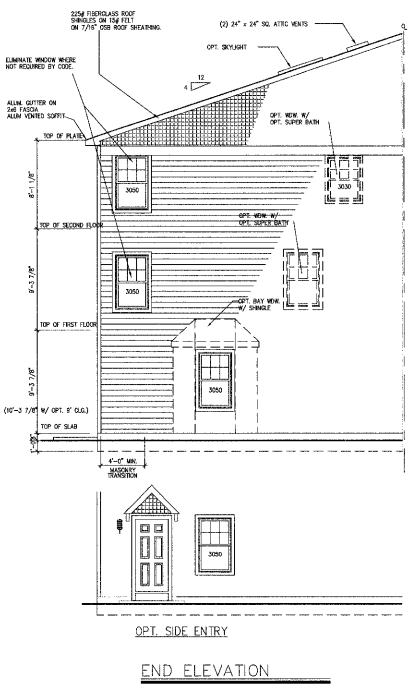 225# FIBERGLASS ROOF
SHINGLES ON 15# FELT
ON 7/16" OSB ROOF SHEATHING.
(2) 24" x 24" SQ. ATTIC VENTS
OPT. SKYLIGHT
ELIMINATE WINDOW WHERE
NOT REQUIRED BY CODE.
12
4
ALUM. GUTTER ON
2x6 FASCIA
ALUM VENTED SOFFIT
OPT. WDW. W/
OPT. SUPER BATH
TOP OF PLATE
3050
3030
8'-1 1/8"
OPT. WDW. W/
OPT. SUPER BATH
TOP OF SECOND FLOOR
9'-3 7/8"
3050
OPT. BAY WDW.
W/ SHINGLE
TOP OF FIRST FLOOR
9'-3 7/8"
3050
(10'-3 7/8" W/ OPT. 9' CLG.)
TOP OF SLAB
4'-0" MIN.
MASONRY
TRANSITION
3050
OPT. SIDE ENTRY
END ELEVATION